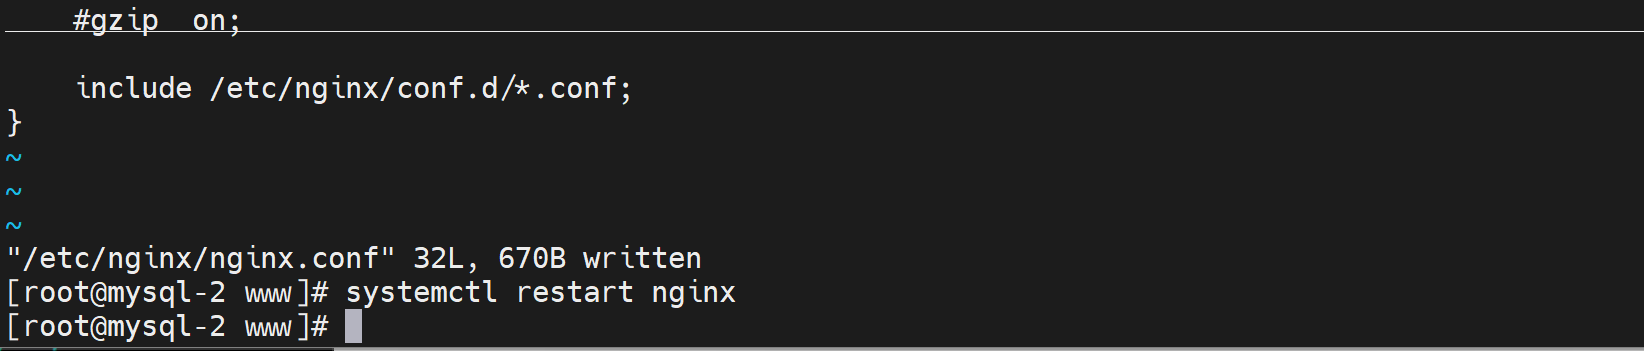 #gzip  on;
include /etc/nginx/conf.d/*.conf;
}
~
~
~
"/etc/nginx/nginx.conf" 32L, 670B written
[root@mysql-2 www]# systemctl restart nginx
[root@mysql-2 www]#